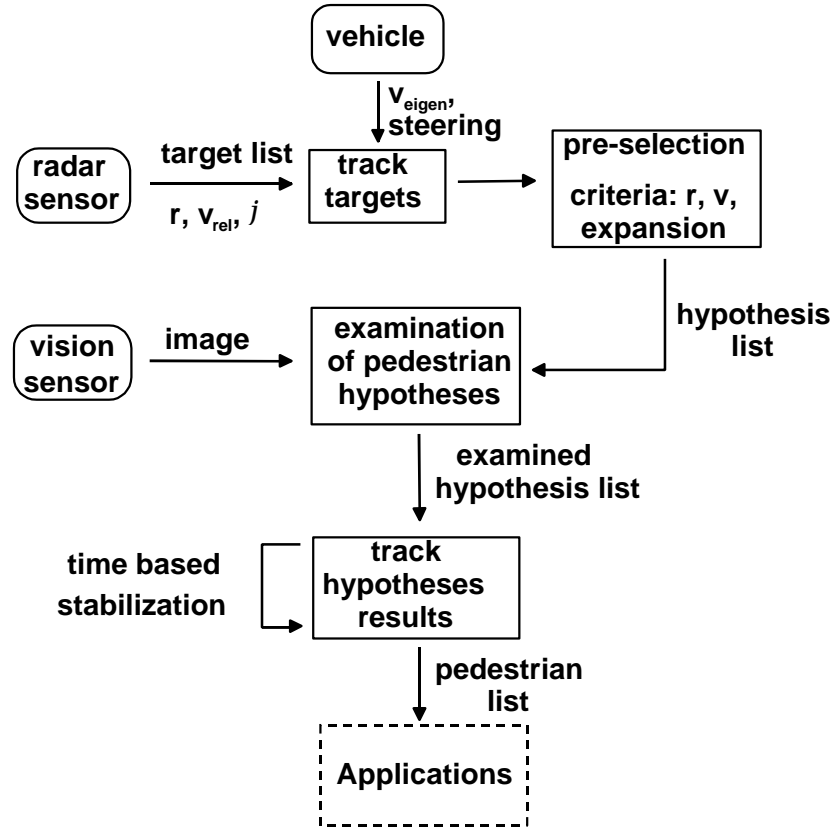 vehicle
v_eigen,
steering
radar
sensor
target list
r, v_rel, j
track
targets
pre-selection
criteria: r, v,
expansion
hypothesis
list
vision
sensor
image
examination
of pedestrian
hypotheses
examined
hypothesis list
time based
stabilization
track
hypotheses
results
pedestrian
list
Applications